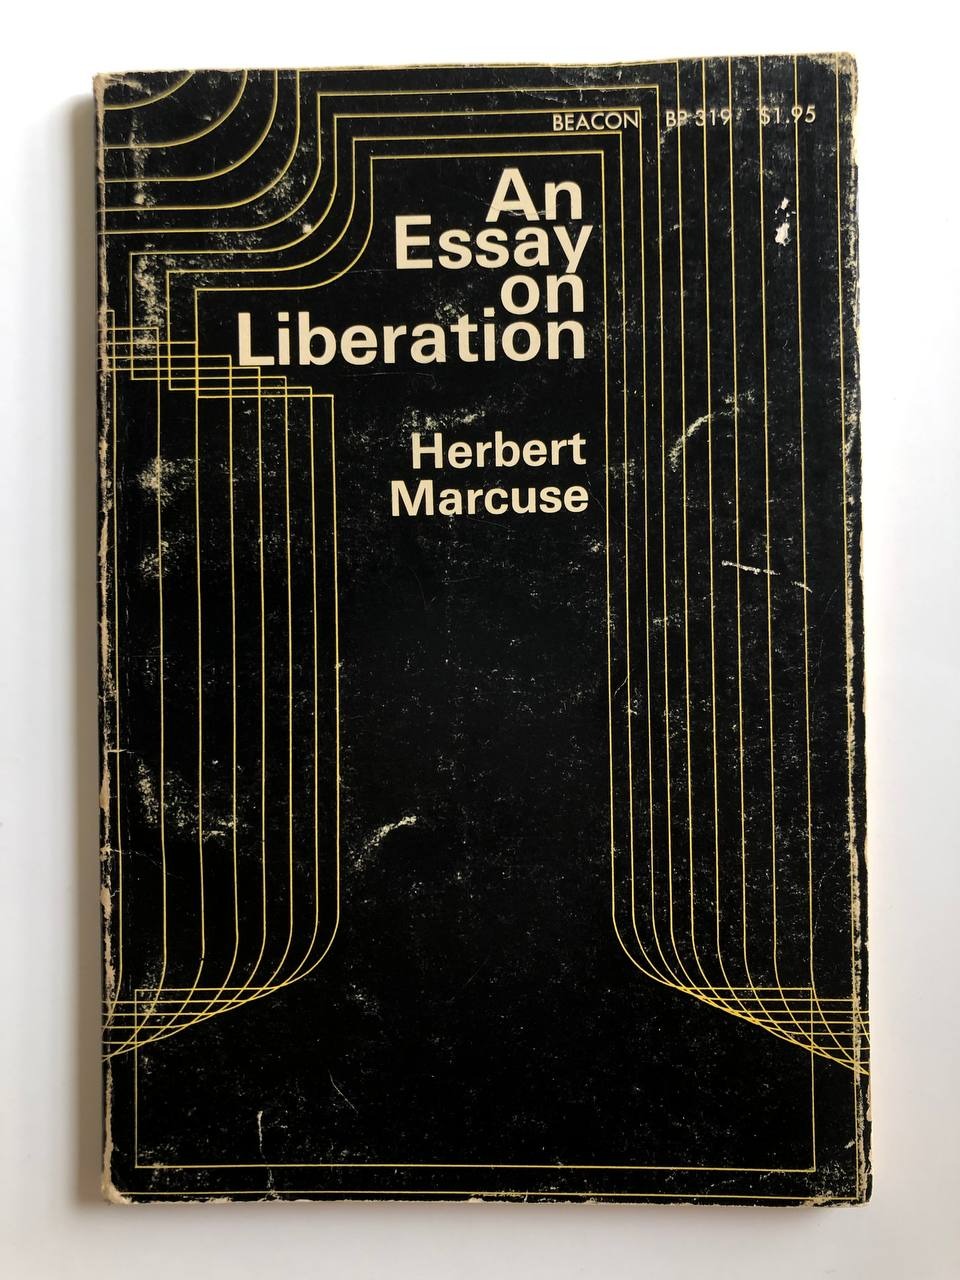 BEACON BP 319 $1.95
An
Essay
on
Liberation
Herbert
Marcuse